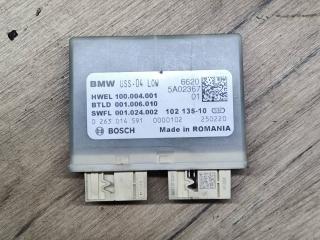 BMW USS-04 LOW 6620
5A02367
HWEL 100.004.001 01
BTLD 001.006.010
SWFL 001.024.002 102 135-10
0 263 014 591 0000102 250220
BOSCH Made in ROMANIA